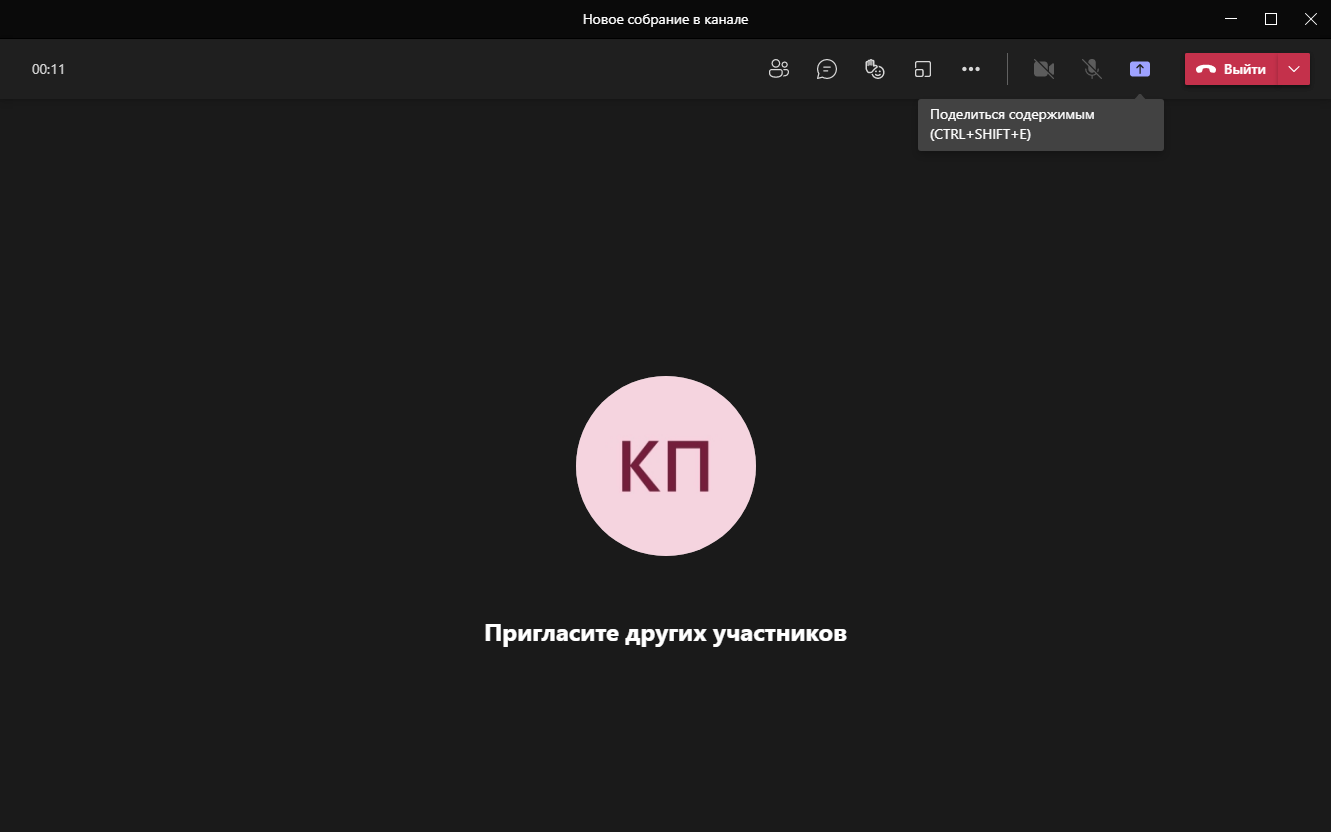 Новое собрание в канале
00:11
Выйти
Поделиться содержимым
(CTRL+SHIFT+E)
КП
Пригласите других участников